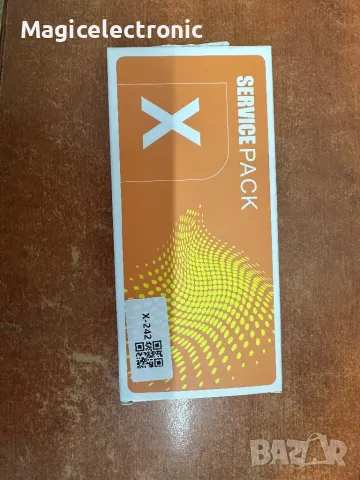 Magicelectronic
SERVICE PACK
X
X-242
BAZAR